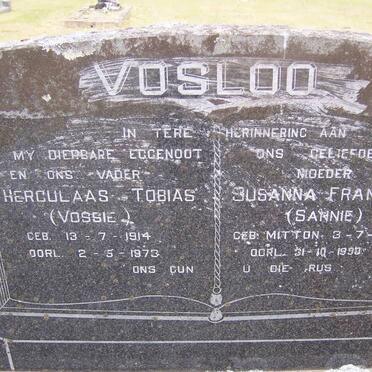 VOSLOO
IN TERE HERINNERING AAN
MY DIERBARE EGGENOOT
EN ONS VADER
HERCULAAS TOBIAS
(VOSSIE)
GEB. 13-7-1914
OORL. 2-5-1973
ONS GUN
ONS GELIEFDE
MOEDER
SUSANNA FRAN
(SANNIE)
GEB. MITTON 3-7-
OORL. 31-10-1990
U DIE RUS